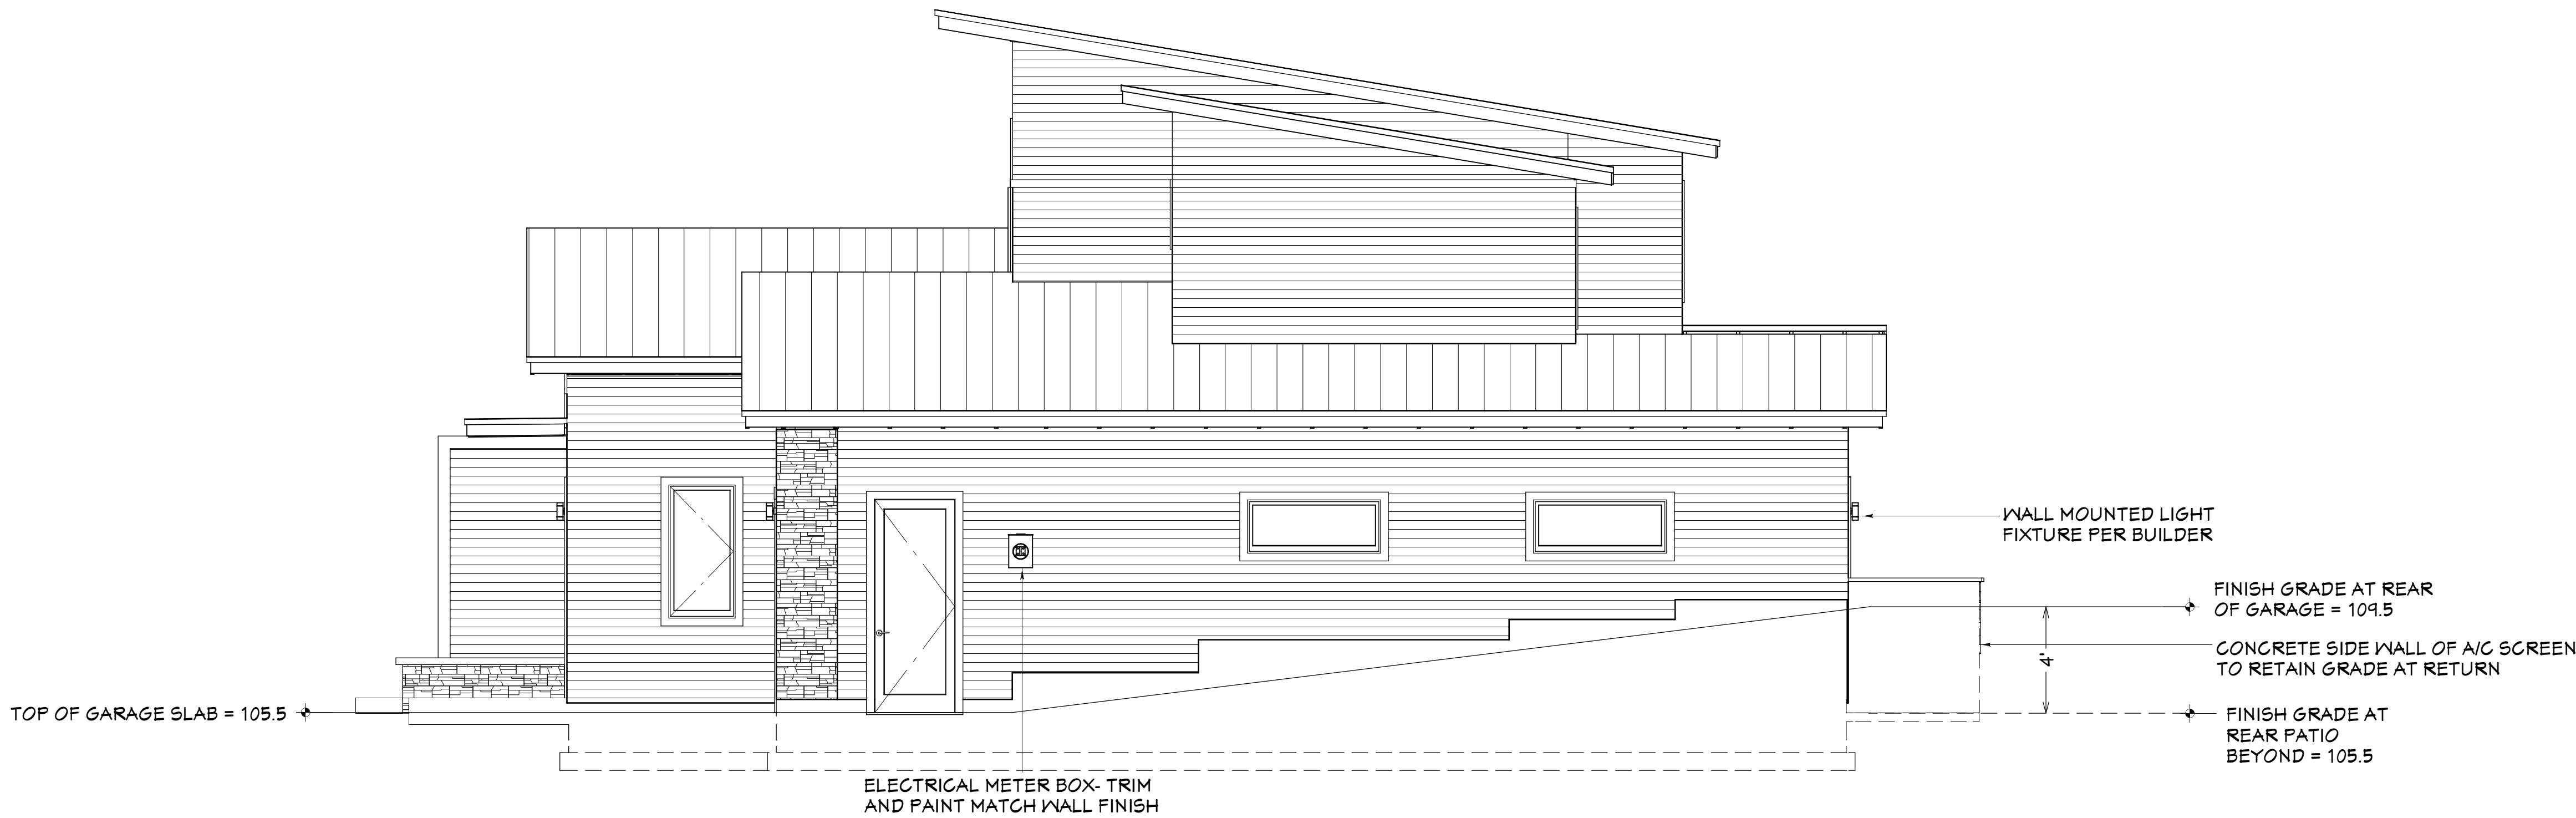 WALL MOUNTED LIGHT
FIXTURE PER BUILDER
FINISH GRADE AT REAR
OF GARAGE = 109.5
CONCRETE SIDE WALL OF A/C SCREEN
TO RETAIN GRADE AT RETURN
4'
TOP OF GARAGE SLAB = 105.5
FINISH GRADE AT
REAR PATIO
BEYOND = 105.5
ELECTRICAL METER BOX- TRIM
AND PAINT MATCH WALL FINISH